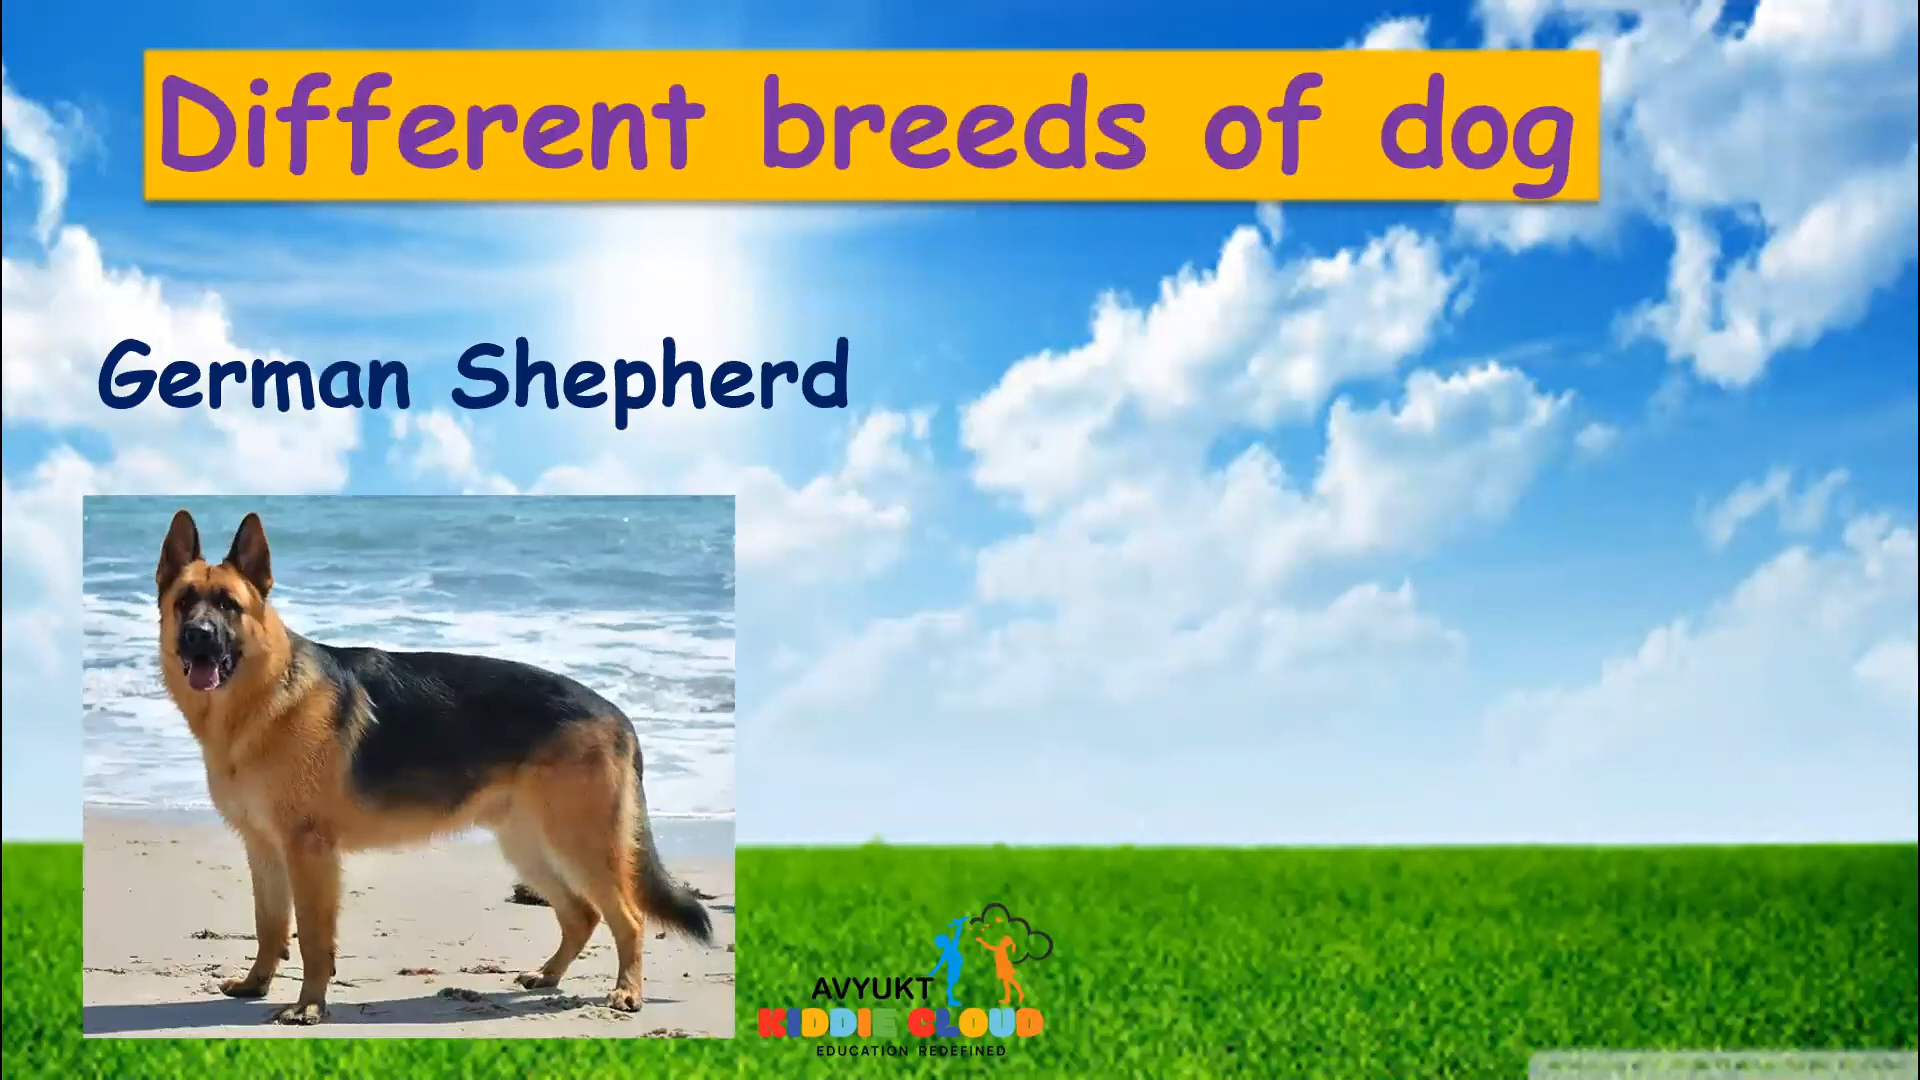 Different breeds of dog
German Shepherd
AVYUKT
KIDDIE CLOUD
EDUCATION REDEFINED